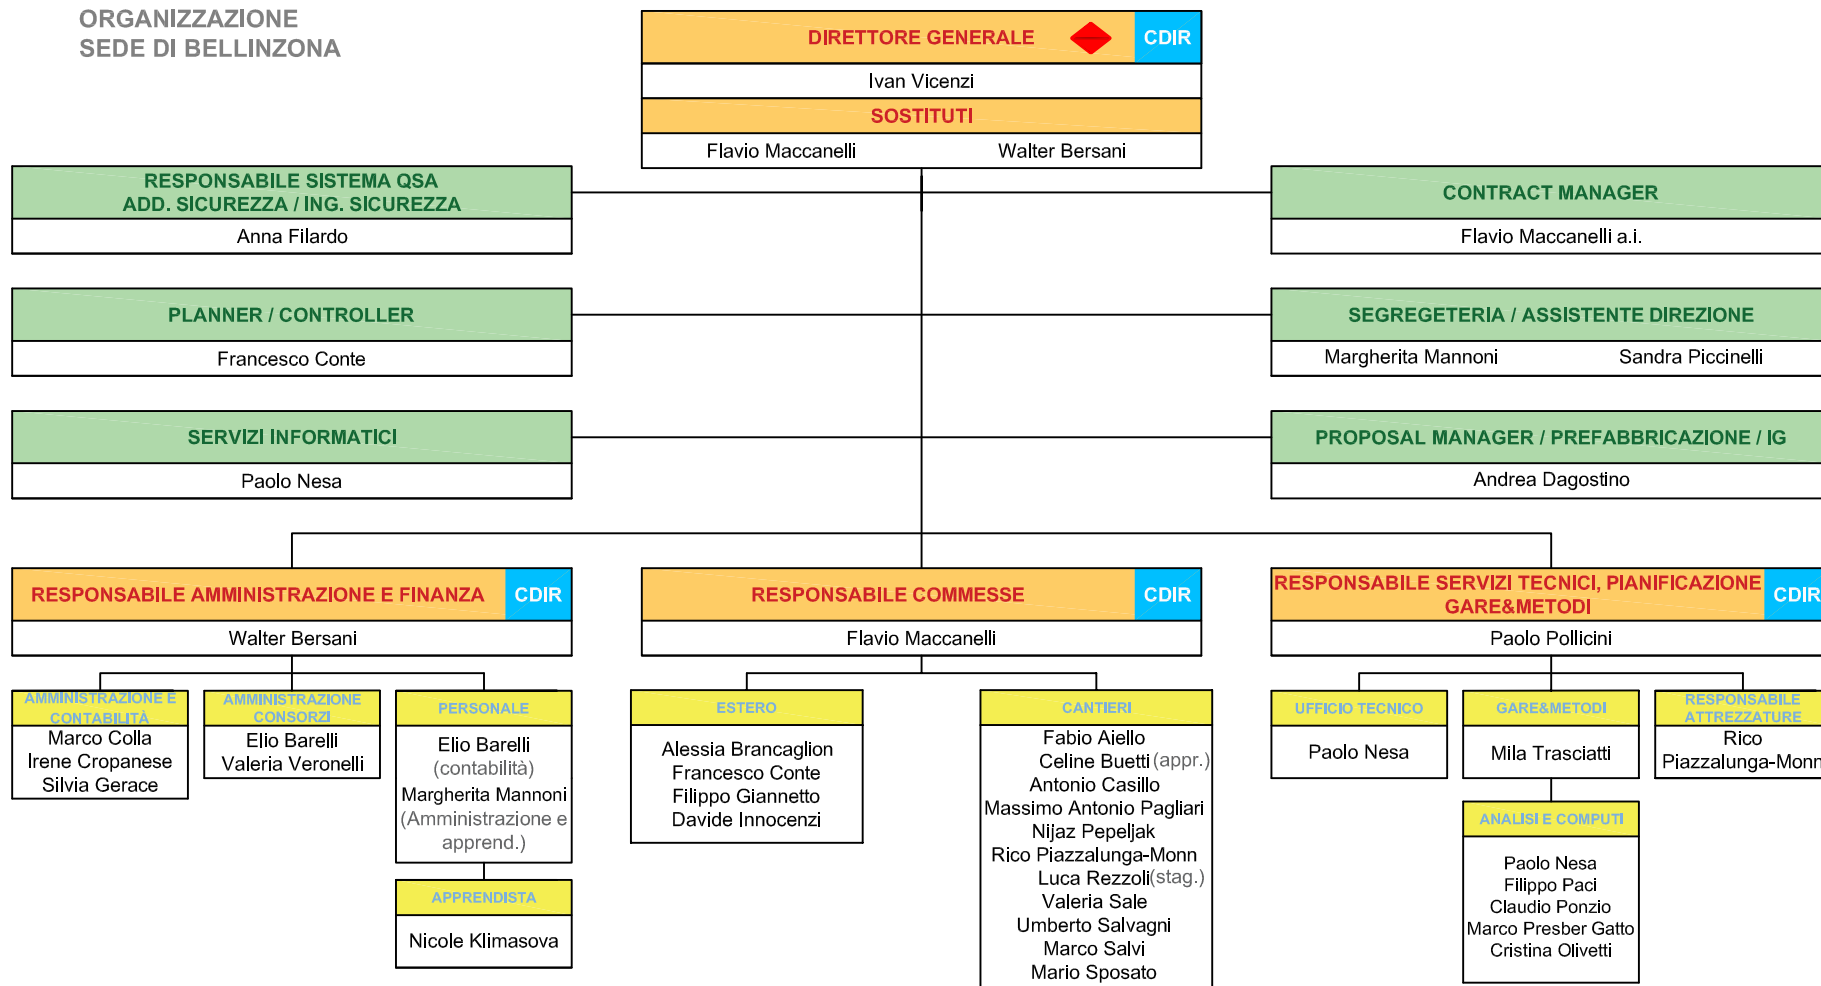 ORGANIZZAZIONE
SEDE DI BELLINZONA
DIRETTORE GENERALE
CDIR
Ivan Vicenzi
SOSTITUTI
Flavio Maccanelli
Walter Bersani
RESPONSABILE SISTEMA QSA
ADD. SICUREZZA / ING. SICUREZZA
Anna Filardo
CONTRACT MANAGER
Flavio Maccanelli a.i.
PLANNER / CONTROLLER
Francesco Conte
SEGREGETERIA / ASSISTENTE DIREZIONE
Margherita Mannoni
Sandra Piccinelli
SERVIZI INFORMATICI
Paolo Nesa
PROPOSAL MANAGER / PREFABBRICAZIONE / IG
Andrea Dagostino
RESPONSABILE AMMINISTRAZIONE E FINANZA
CDIR
Walter Bersani
RESPONSABILE COMMESSE
CDIR
Flavio Maccanelli
RESPONSABILE SERVIZI TECNICI, PIANIFICAZIONE
GARE&METODI
CDIR
Paolo Pollicini
AMMINISTRAZIONE E
CONTABILITÀ
Marco Colla
Irene Cropanese
Silvia Gerace
AMMINISTRAZIONE
CONSORZI
Elio Barelli
Valeria Veronelli
PERSONALE
Elio Barelli
(contabilità)
Margherita Mannoni
(Amministrazione e
apprend.)
APPRENDISTA
Nicole Klimasova
ESTERO
Alessia Brancaglion
Francesco Conte
Filippo Giannetto
Davide Innocenzi
CANTIERI
Fabio Aiello
Celine Buetti (appr.)
Antonio Casillo
Massimo Antonio Pagliari
Nijaz Pepeljak
Rico Piazzalunga-Monn
Luca Rezzoli (stag.)
Valeria Sale
Umberto Salvagni
Marco Salvi
Mario Sposato
UFFICIO TECNICO
Paolo Nesa
GARE&METODI
Mila Trasciatti
RESPONSABILE
ATTREZZATURE
Rico
Piazzalunga-Monn
ANALISI E COMPUTI
Paolo Nesa
Filippo Paci
Claudio Ponzio
Marco Presber Gatto
Cristina Olivetti